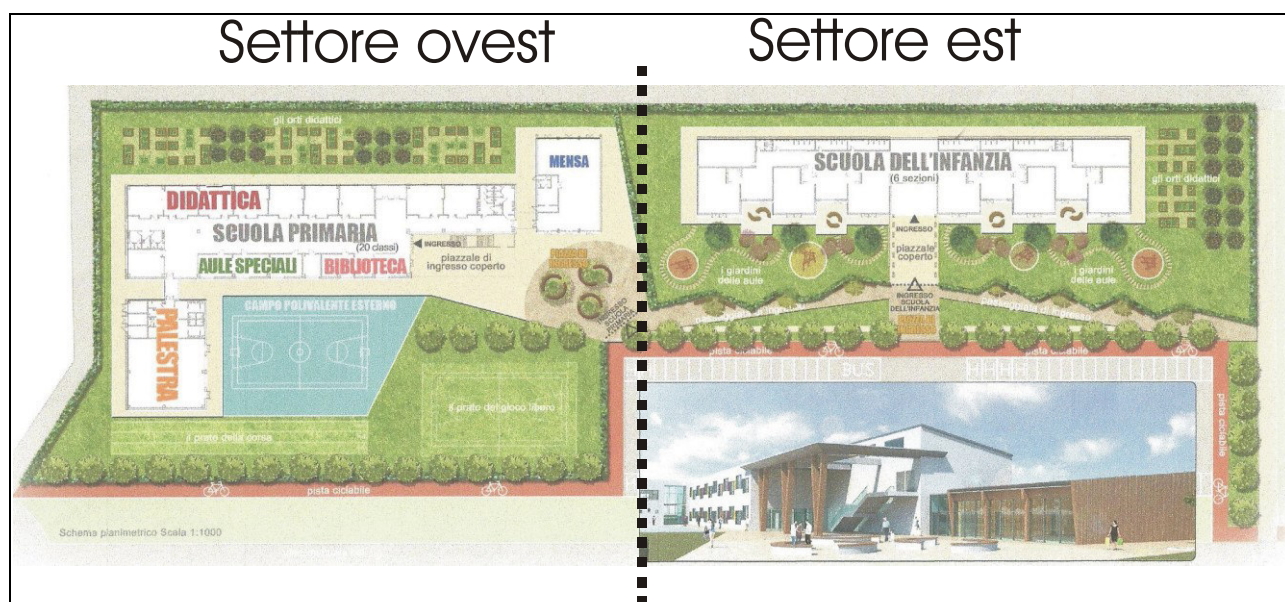 Settore ovest
Settore est
gli orti didattici
MENSA
SCUOLA DELL'INFANZIA
(6 sezioni)
gli orti didattici
DIDATTICA
SCUOLA PRIMARIA
(20 classi)
INGRESSO
piazzale di
ingresso coperto
AULE SPECIALI
BIBLIOTECA
INGRESSO
piazzale
coperto
i giardini
delle aule
i giardini
delle aule
INGRESSO
SCUOLA
DELL'INFANZIA
CAMPO POLIVALENTE ESTERNO
PALESTRA
pista ciclabile
pista ciclabile
BUS
H H H H
il prato del gioco libero
il prato della corsa
pista ciclabile
pista ciclabile
Schema planimetrico Scala 1:1000